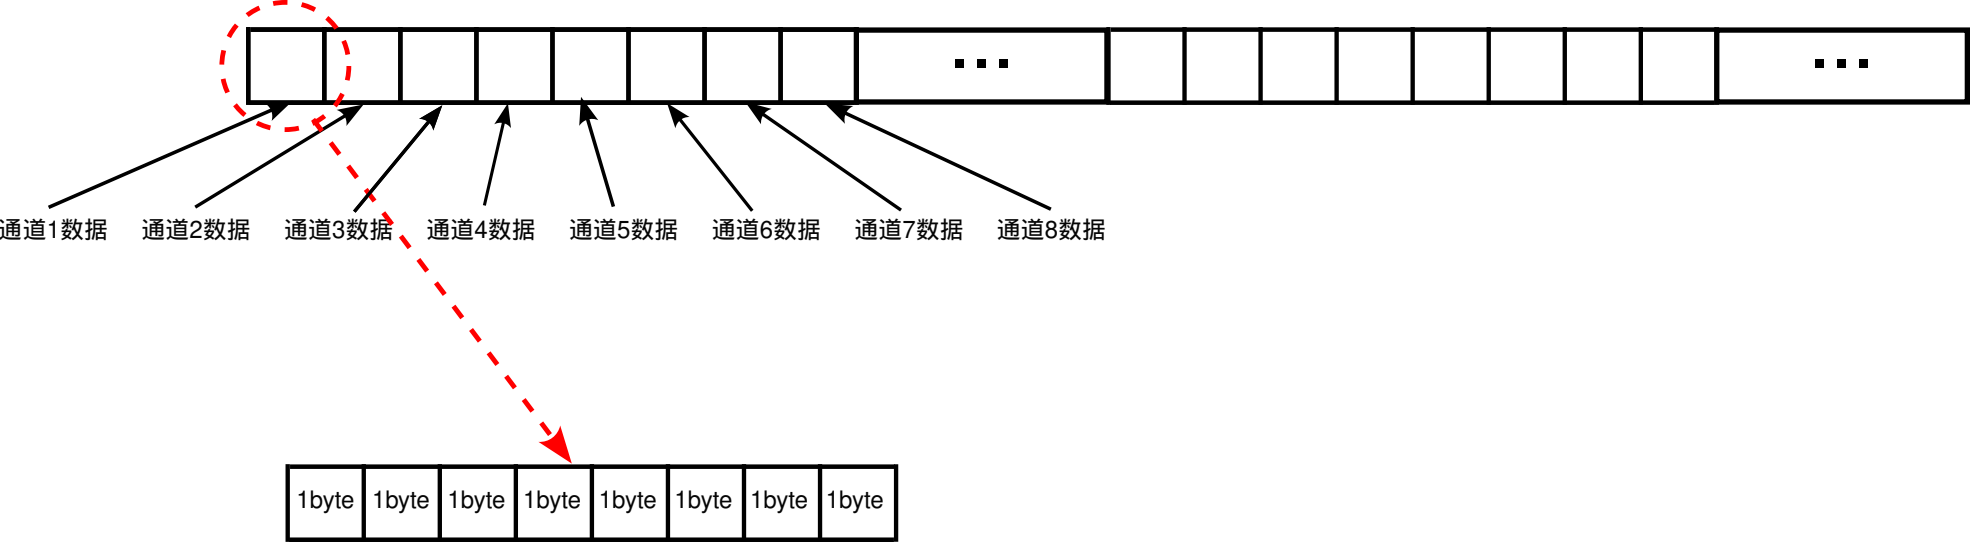 ... ...
通道1数据 通道2数据 通道3数据 通道4数据 通道5数据 通道6数据 通道7数据 通道8数据
1byte 1byte 1byte 1byte 1byte 1byte 1byte 1byte